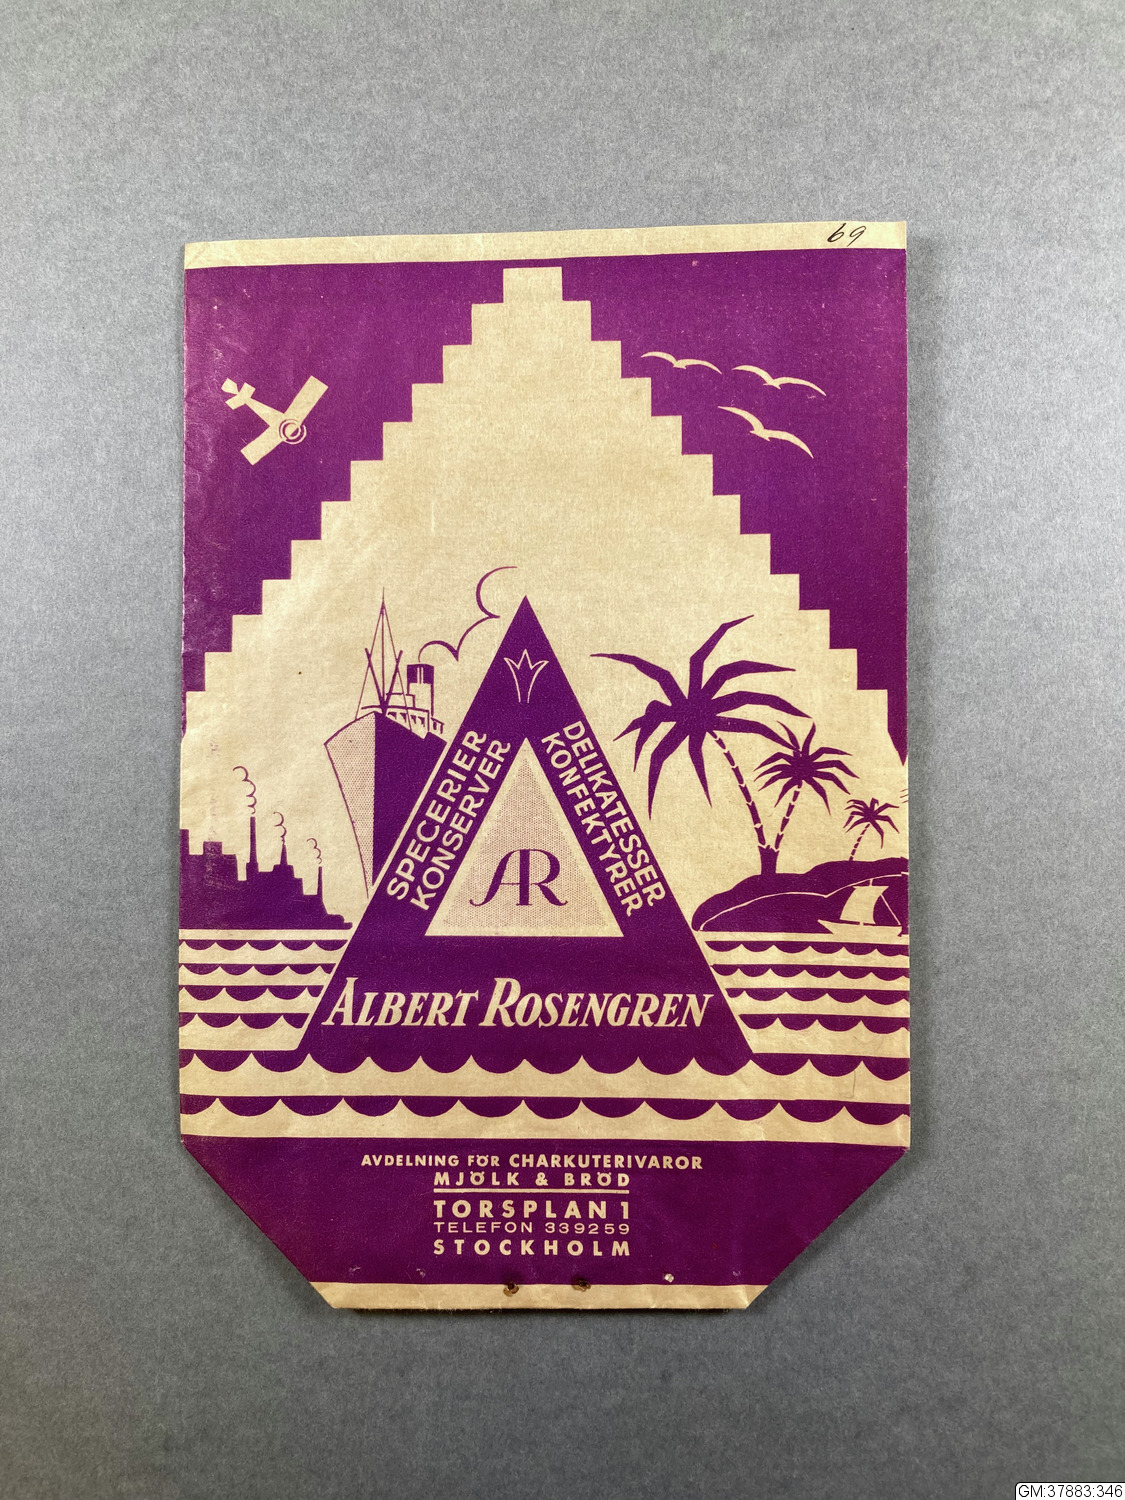 69
SPECERIER
KONSERVER
DELIKATESSER
KONFEKTYRER
AR
ALBERT ROSENGREN
AVDELNING FÖR CHARKUTERIVAROR
MJÖLK & BRÖD
TORSPLAN 1
TELEFON 339259
STOCKHOLM
GM:37883:346